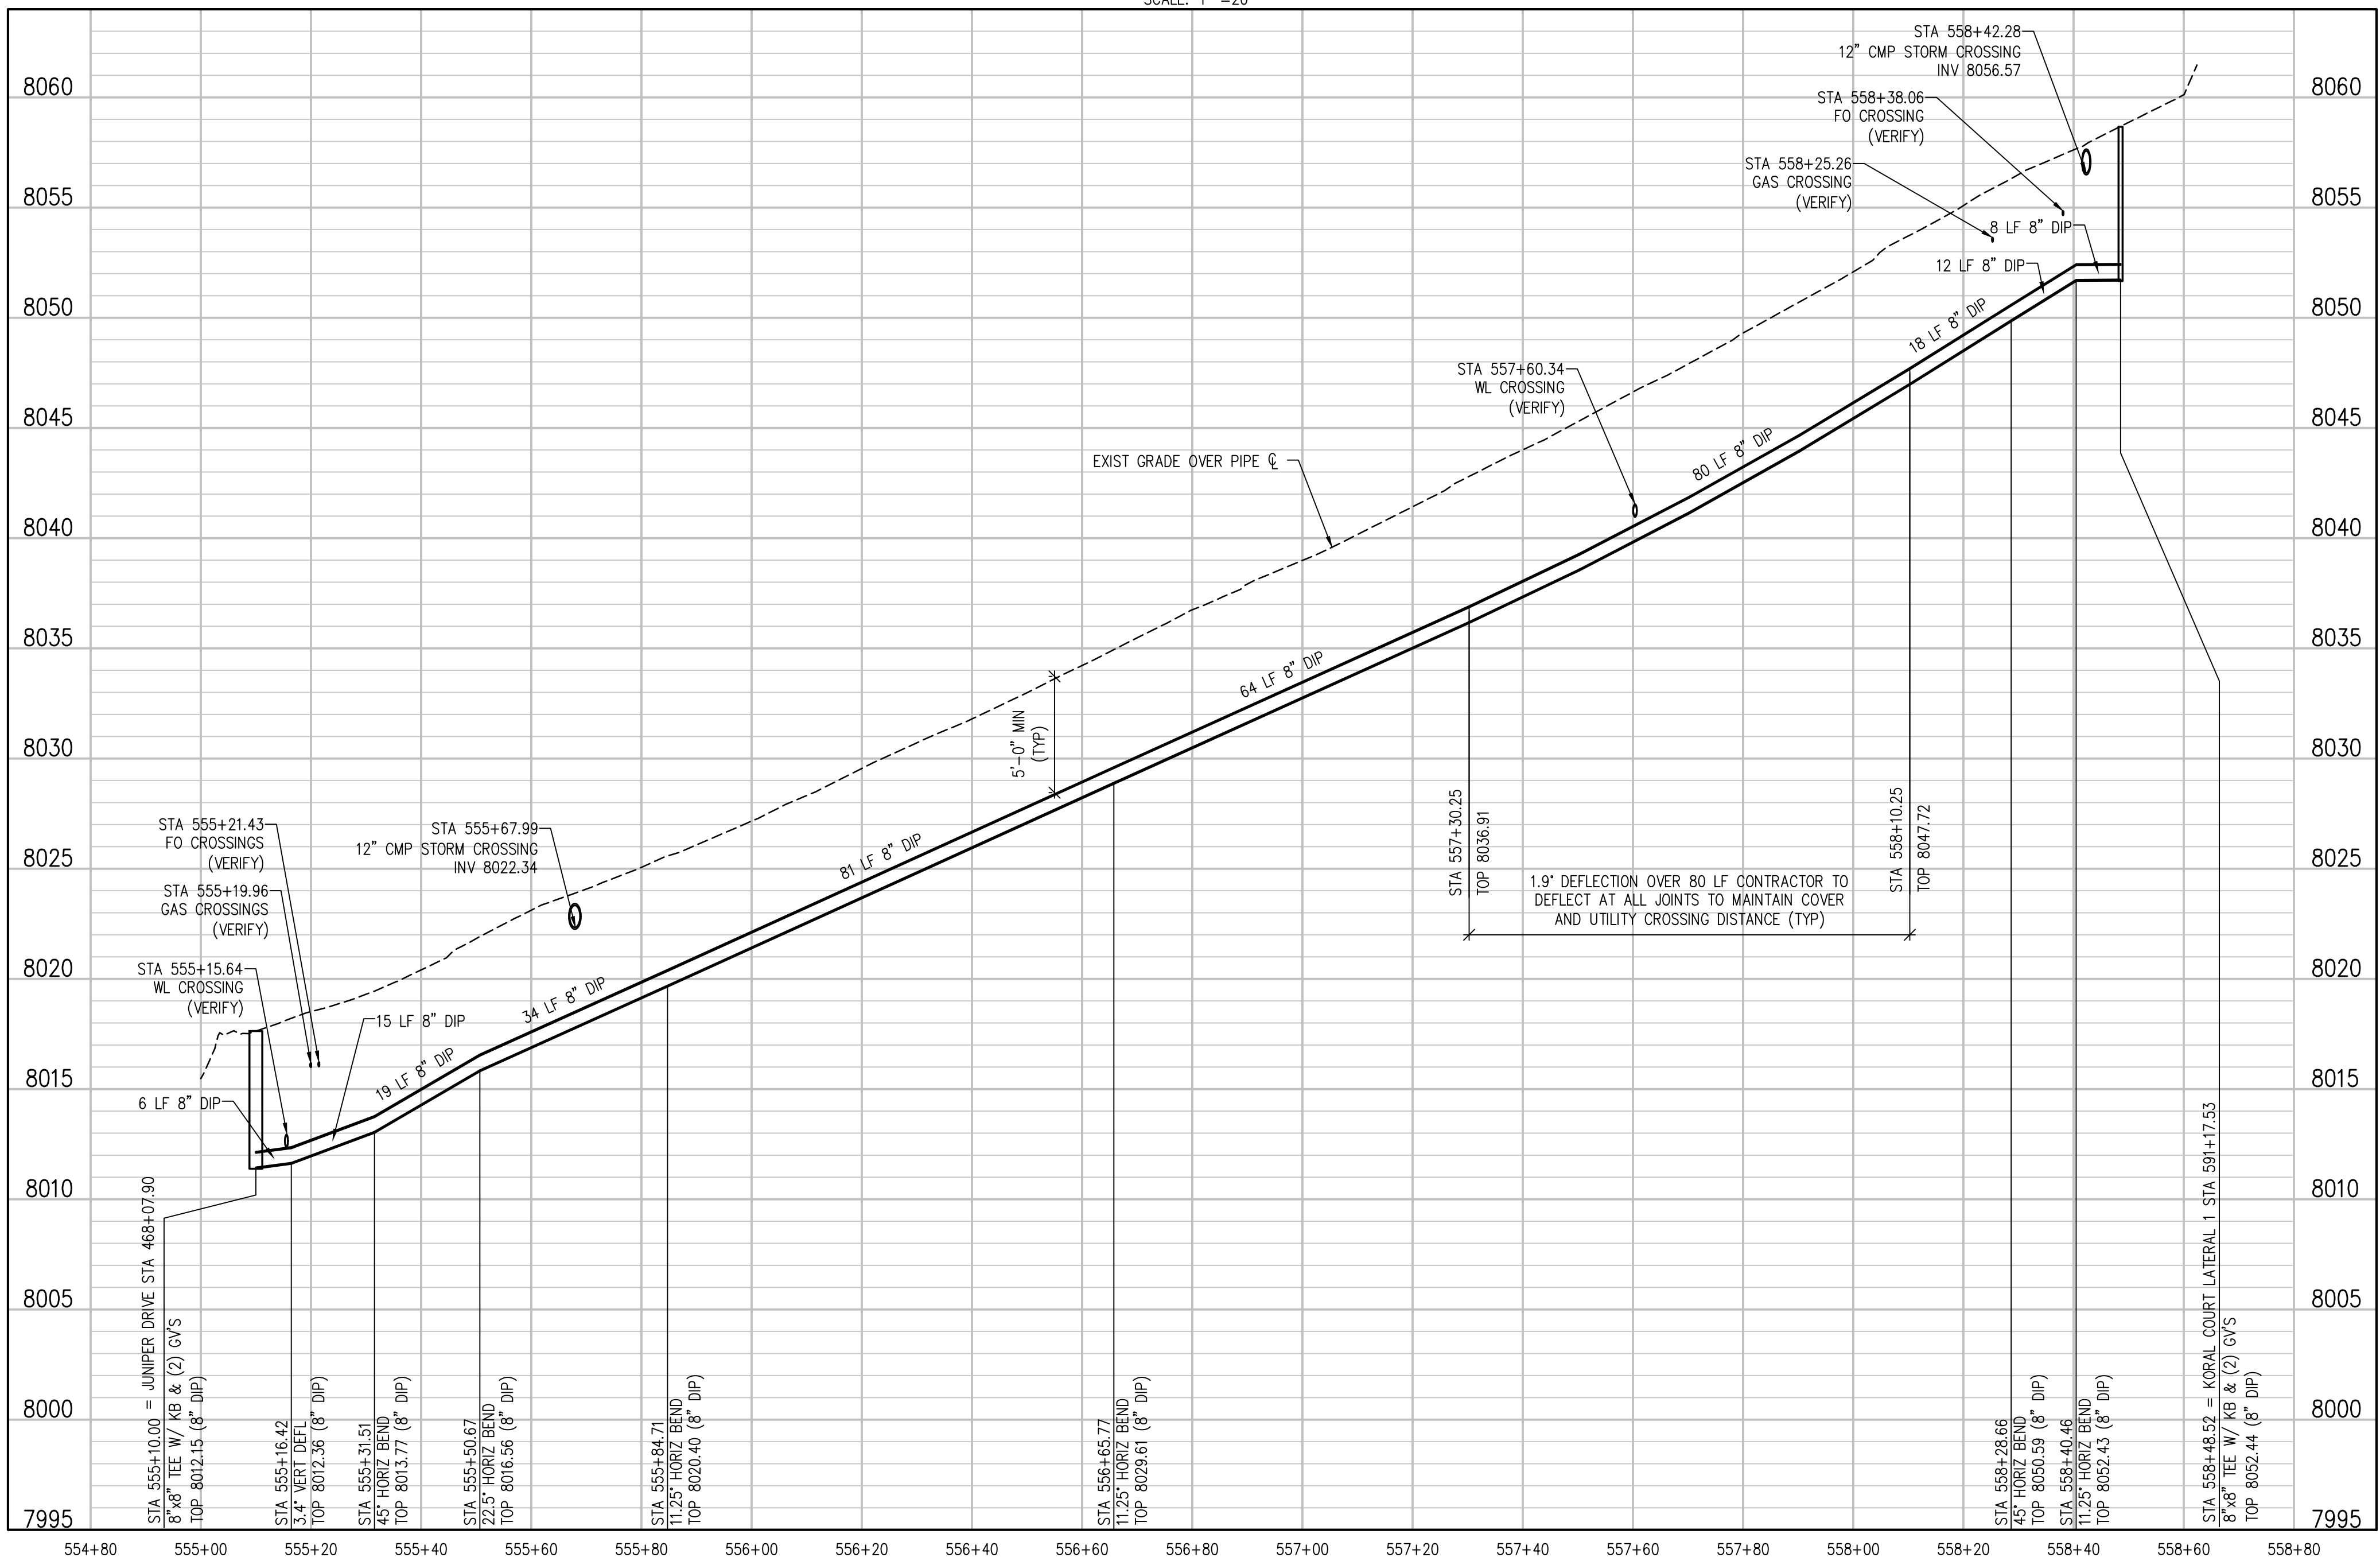 STA 558+42.28
12" CMP STORM CROSSING
INV 8056.57
STA 558+38.06
FO CROSSING
(VERIFY)
STA 558+25.26
GAS CROSSING
(VERIFY)
8 LF 8" DIP
12 LF 8" DIP
18 LF 8" DIP
STA 557+60.34
WL CROSSING
(VERIFY)
80 LF 8" DIP
EXIST GRADE OVER PIPE ℄
64 LF 8" DIP
5'-0" MIN
(TYP)
81 LF 8" DIP
STA 557+30.25
TOP 8036.91
STA 558+10.25
TOP 8047.72
1.9° DEFLECTION OVER 80 LF CONTRACTOR TO
DEFLECT AT ALL JOINTS TO MAINTAIN COVER
AND UTILITY CROSSING DISTANCE (TYP)
STA 555+21.43
FO CROSSINGS
(VERIFY)
STA 555+19.96
GAS CROSSINGS
(VERIFY)
STA 555+15.64
WL CROSSING
(VERIFY)
STA 555+67.99
12" CMP STORM CROSSING
INV 8022.34
34 LF 8" DIP
15 LF 8" DIP
19 LF 8" DIP
6 LF 8" DIP
STA 555+10.00 = JUNIPER DRIVE STA 468+07.90
8"x8" TEE W/ KB & (2) GV'S
TOP 8012.15 (8" DIP)
STA 555+16.42
3.4° VERT DEFL
TOP 8012.36 (8" DIP)
STA 555+31.51
45° HORIZ BEND
TOP 8013.77 (8" DIP)
STA 555+50.67
22.5° HORIZ BEND
TOP 8016.56 (8" DIP)
STA 555+84.71
11.25° HORIZ BEND
TOP 8020.40 (8" DIP)
STA 556+65.77
11.25° HORIZ BEND
TOP 8029.61 (8" DIP)
STA 558+28.66
45° HORIZ BEND
TOP 8050.59 (8" DIP)
STA 558+40.46
11.25° HORIZ BEND
TOP 8052.43 (8" DIP)
STA 558+48.52 = KORAL COURT LATERAL 1 STA 591+17.53
8"x8" TEE W/ KB & (2) GV'S
TOP 8052.44 (8" DIP)
8060
8055
8050
8045
8040
8035
8030
8025
8020
8015
8010
8005
8000
7995
8060
8055
8050
8045
8040
8035
8030
8025
8020
8015
8010
8005
8000
7995
554+80 555+00 555+20 555+40 555+60 555+80 556+00 556+20 556+40 556+60 556+80 557+00 557+20 557+40 557+60 557+80 558+00 558+20 558+40 558+60 558+80